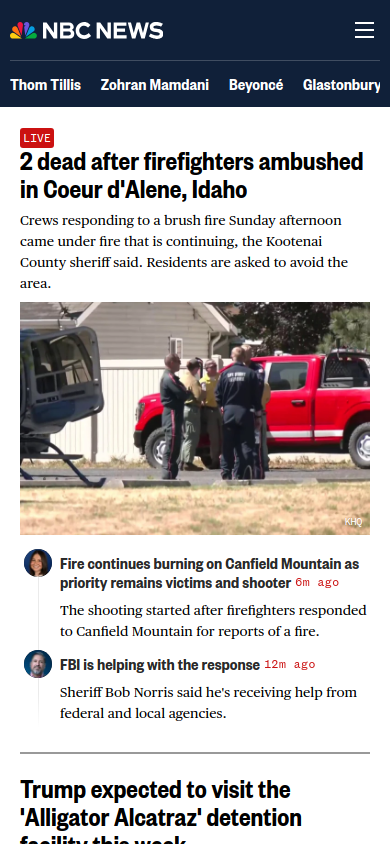 NBC NEWS
Thom Tillis Zohran Mamdani Beyoncé Glastonbury
LIVE
2 dead after firefighters ambushed
in Coeur d'Alene, Idaho
Crews responding to a brush fire Sunday afternoon
came under fire that is continuing, the Kootenai
County sheriff said. Residents are asked to avoid the
area.
KHQ
Fire continues burning on Canfield Mountain as
priority remains victims and shooter 6m ago
The shooting started after firefighters responded
to Canfield Mountain for reports of a fire.
FBI is helping with the response 12m ago
Sheriff Bob Norris said he's receiving help from
federal and local agencies.
Trump expected to visit the
'Alligator Alcatraz' detention
facility this week